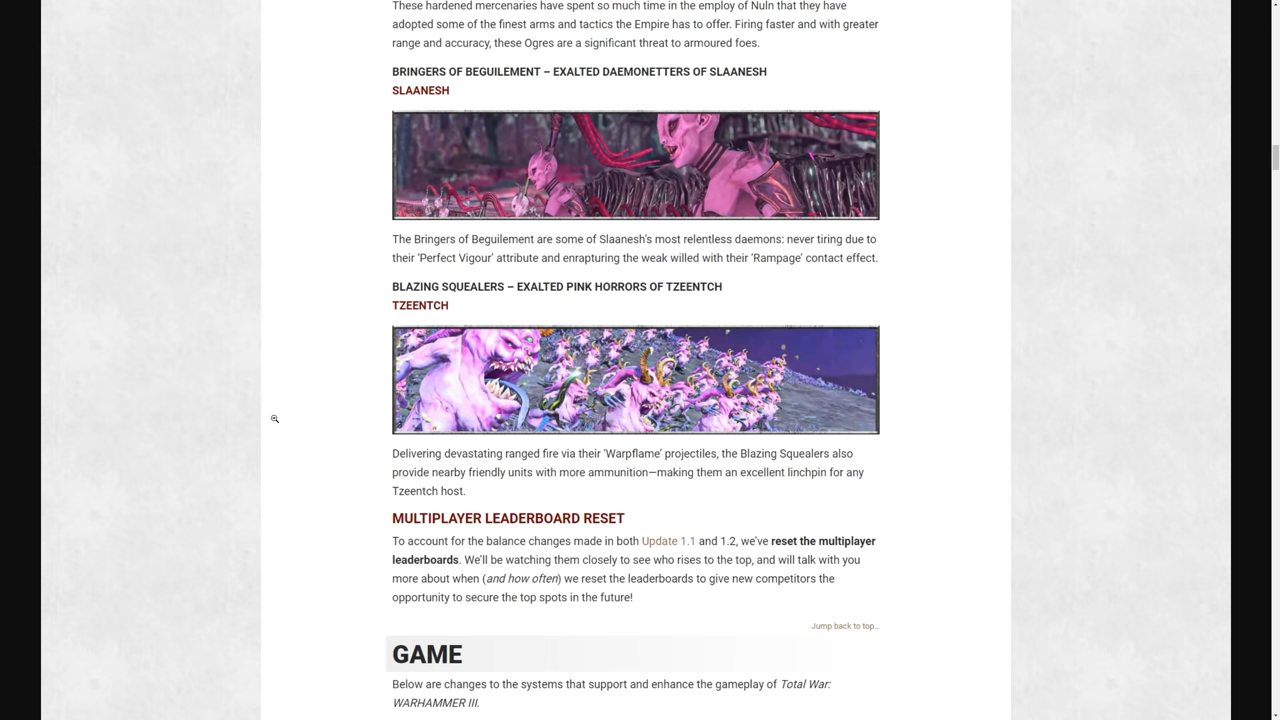 These hardened mercenaries have spent so much time in the employ of Nuln that they have
adopted some of the finest arms and tactics the Empire has to offer. Firing faster and with greater
range and accuracy, these Ogres are a significant threat to armoured foes.
BRINGERS OF BEGUILEMENT – EXALTED DAEMONETTERS OF SLAANESH
SLAANESH
The Bringers of Beguilement are some of Slaanesh's most relentless daemons: never tiring due to
their 'Perfect Vigour' attribute and enrapturing the weak willed with their 'Rampage' contact effect.
BLAZING SQUEALERS – EXALTED PINK HORRORS OF TZEENTCH
TZEENTCH
Delivering devastating ranged fire via their 'Warpflame' projectiles, the Blazing Squealers also
provide nearby friendly units with more ammunition—making them an excellent linchpin for any
Tzeentch host.
MULTIPLAYER LEADERBOARD RESET
To account for the balance changes made in both Update 1.1 and 1.2, we've reset the multiplayer
leaderboards. We'll be watching them closely to see who rises to the top, and will talk with you
more about when (and how often) we reset the leaderboards to give new competitors the
opportunity to secure the top spots in the future!
Jump back to top…
GAME
Below are changes to the systems that support and enhance the gameplay of Total War:
WARHAMMER III.